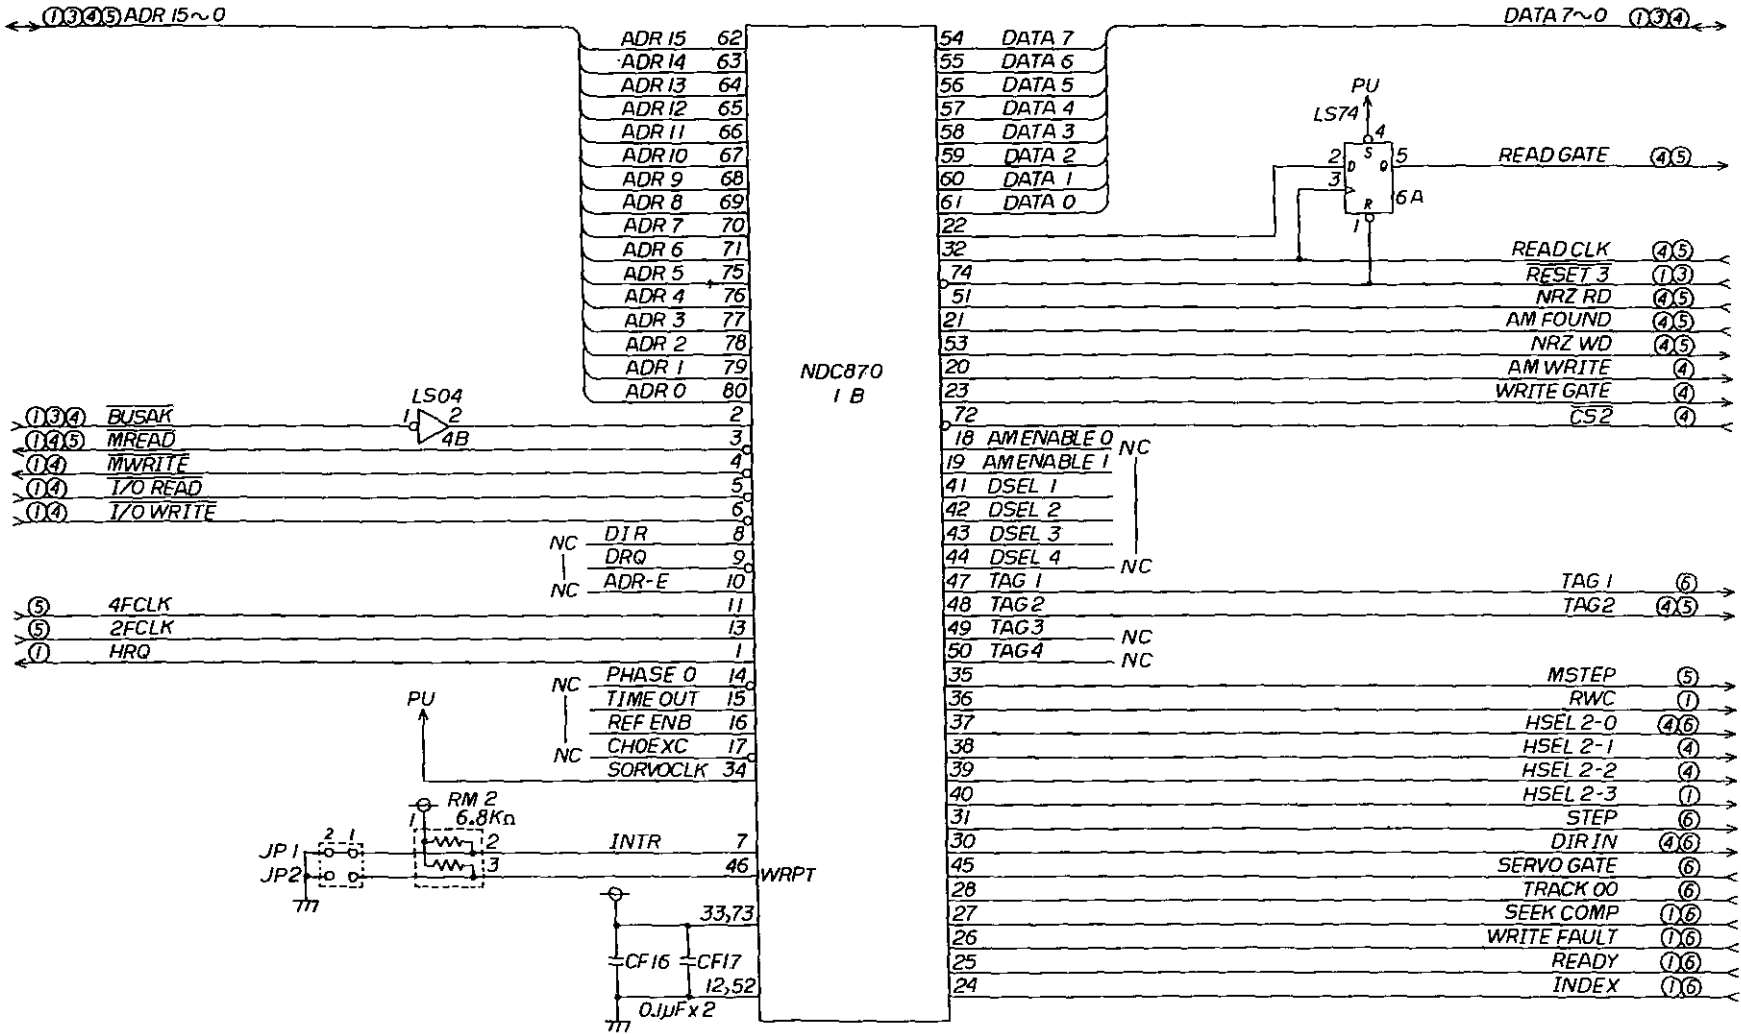 ①③④⑤ ADR 15~0
DATA 7~0 ①③④
ADR 15 62
ADR 14 63
ADR 13 64
ADR 12 65
ADR 11 66
ADR 10 67
ADR 9 68
ADR 8 69
ADR 7 70
ADR 6 71
ADR 5 75
ADR 4 76
ADR 3 77
ADR 2 78
ADR 1 79
ADR 0 80
LS04
1 2
4B
①③④ BUSAK 2
①④⑤ MREAD 3
①④ MWRITE 4
①④ I/O READ 5
①④ I/O WRITE 6
NC DIR 8
DRQ 9
NC ADR-E 10
⑤ 4FCLK 11
⑤ 2FCLK 13
① HRQ 1
NC PHASE 0 14
TIME OUT 15
REF ENB 16
NC CHOEXC 17
PU
SORVOCLK 34
RM 2
6.8KΩ
1
2 1
2
3
JP1
JP2
INTR 7
46 WRPT
33,73
CF16 CF17
12,52
0.1µF x 2
NDC870
1 B
54 DATA 7
55 DATA 6
56 DATA 5
57 DATA 4
58 DATA 3
59 DATA 2
60 DATA 1
61 DATA 0
PU
LS74
4
S
2 D Q 5
3
R
6A
1
READ GATE ④⑤
22
32 READ CLK ④⑤
74 RESET 3 ①③
51 NRZ RD ④⑤
21 AM FOUND ④⑤
53 NRZ WD ④⑤
20 AM WRITE ④
23 WRITE GATE ④
72 CS2 ④
18 AM ENABLE 0 NC
19 AM ENABLE 1
41 DSEL 1
42 DSEL 2
43 DSEL 3
44 DSEL 4 NC
47 TAG 1 TAG 1 ⑥
48 TAG 2 TAG 2 ④⑤
49 TAG 3 NC
50 TAG 4 NC
35 MSTEP ⑤
36 RWC ①
37 HSEL 2-0 ④⑥
38 HSEL 2-1 ④
39 HSEL 2-2 ④
40 HSEL 2-3 ①
31 STEP ⑥
30 DIR IN ④⑥
45 SERVO GATE ⑥
28 TRACK 00 ⑥
27 SEEK COMP ①⑥
26 WRITE FAULT ①⑥
25 READY ①⑥
24 INDEX ①⑥